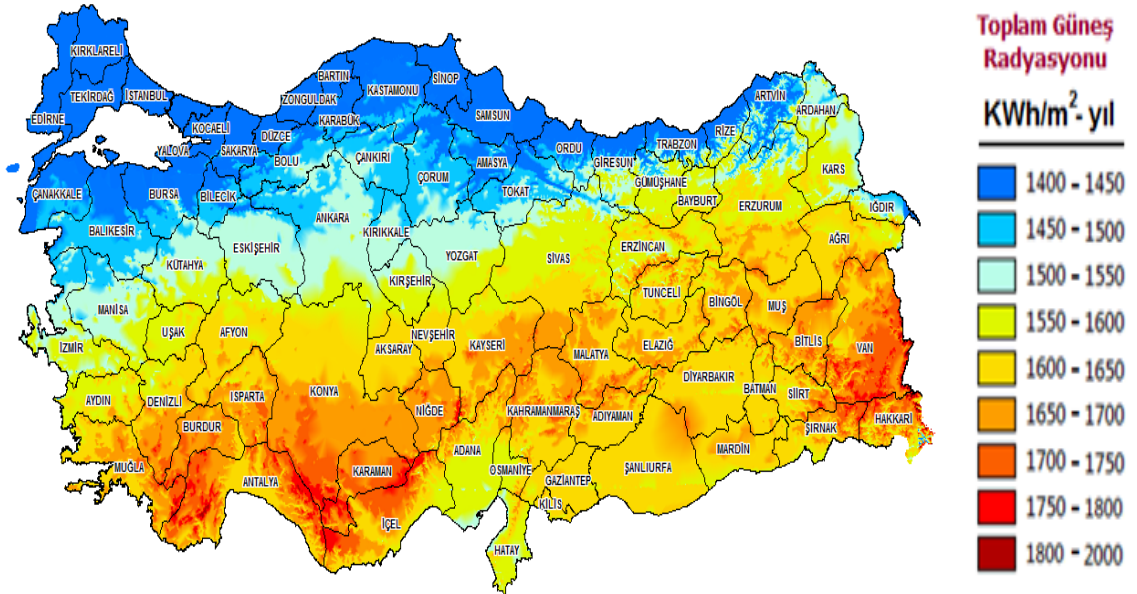 Toplam Güneş
Radyasyonu
KWh/m²- yıl
1400 - 1450
1450 - 1500
1500 - 1550
1550 - 1600
1600 - 1650
1650 - 1700
1700 - 1750
1750 - 1800
1800 - 2000
KIRKLARELİ
TEKİRDAĞ
İSTANBUL
EDİRNE
KOCAELİ
YALOVA
SAKARYA
DÜZCE
ZONGULDAK
BARTIN
KARABÜK
KASTAMONU
SİNOP
SAMSUN
BOLU
ÇANKIRI
ÇORUM
AMASYA
TOKAT
ORDU
GİRESUN
TRABZON
RİZE
ARTVİN
ARDAHAN
GÜMÜŞHANE
BAYBURT
ERZURUM
KARS
IĞDIR
AĞRI
ÇANAKKALE
BURSA
BİLECİK
BALIKESİR
KÜTAHYA
ESKİŞEHİR
ANKARA
KIRIKKALE
KIRŞEHİR
YOZGAT
SİVAS
ERZİNCAN
TUNCELİ
BİNGÖL
MUŞ
BİTLİS
VAN
MANİSA
İZMİR
UŞAK
AFYON
AKSARAY
NEVŞEHİR
KAYSERİ
MALATYA
ELAZIĞ
DİYARBAKIR
BATMAN
SİİRT
ŞIRNAK
HAKKARİ
AYDIN
DENİZLİ
ISPARTA
BURDUR
KONYA
NİĞDE
KAHRAMANMARAŞ
ADIYAMAN
MUĞLA
ANTALYA
KARAMAN
İÇEL
ADANA
OSMANİYE
GAZİANTEP
KİLİS
ŞANLIURFA
MARDİN
HATAY